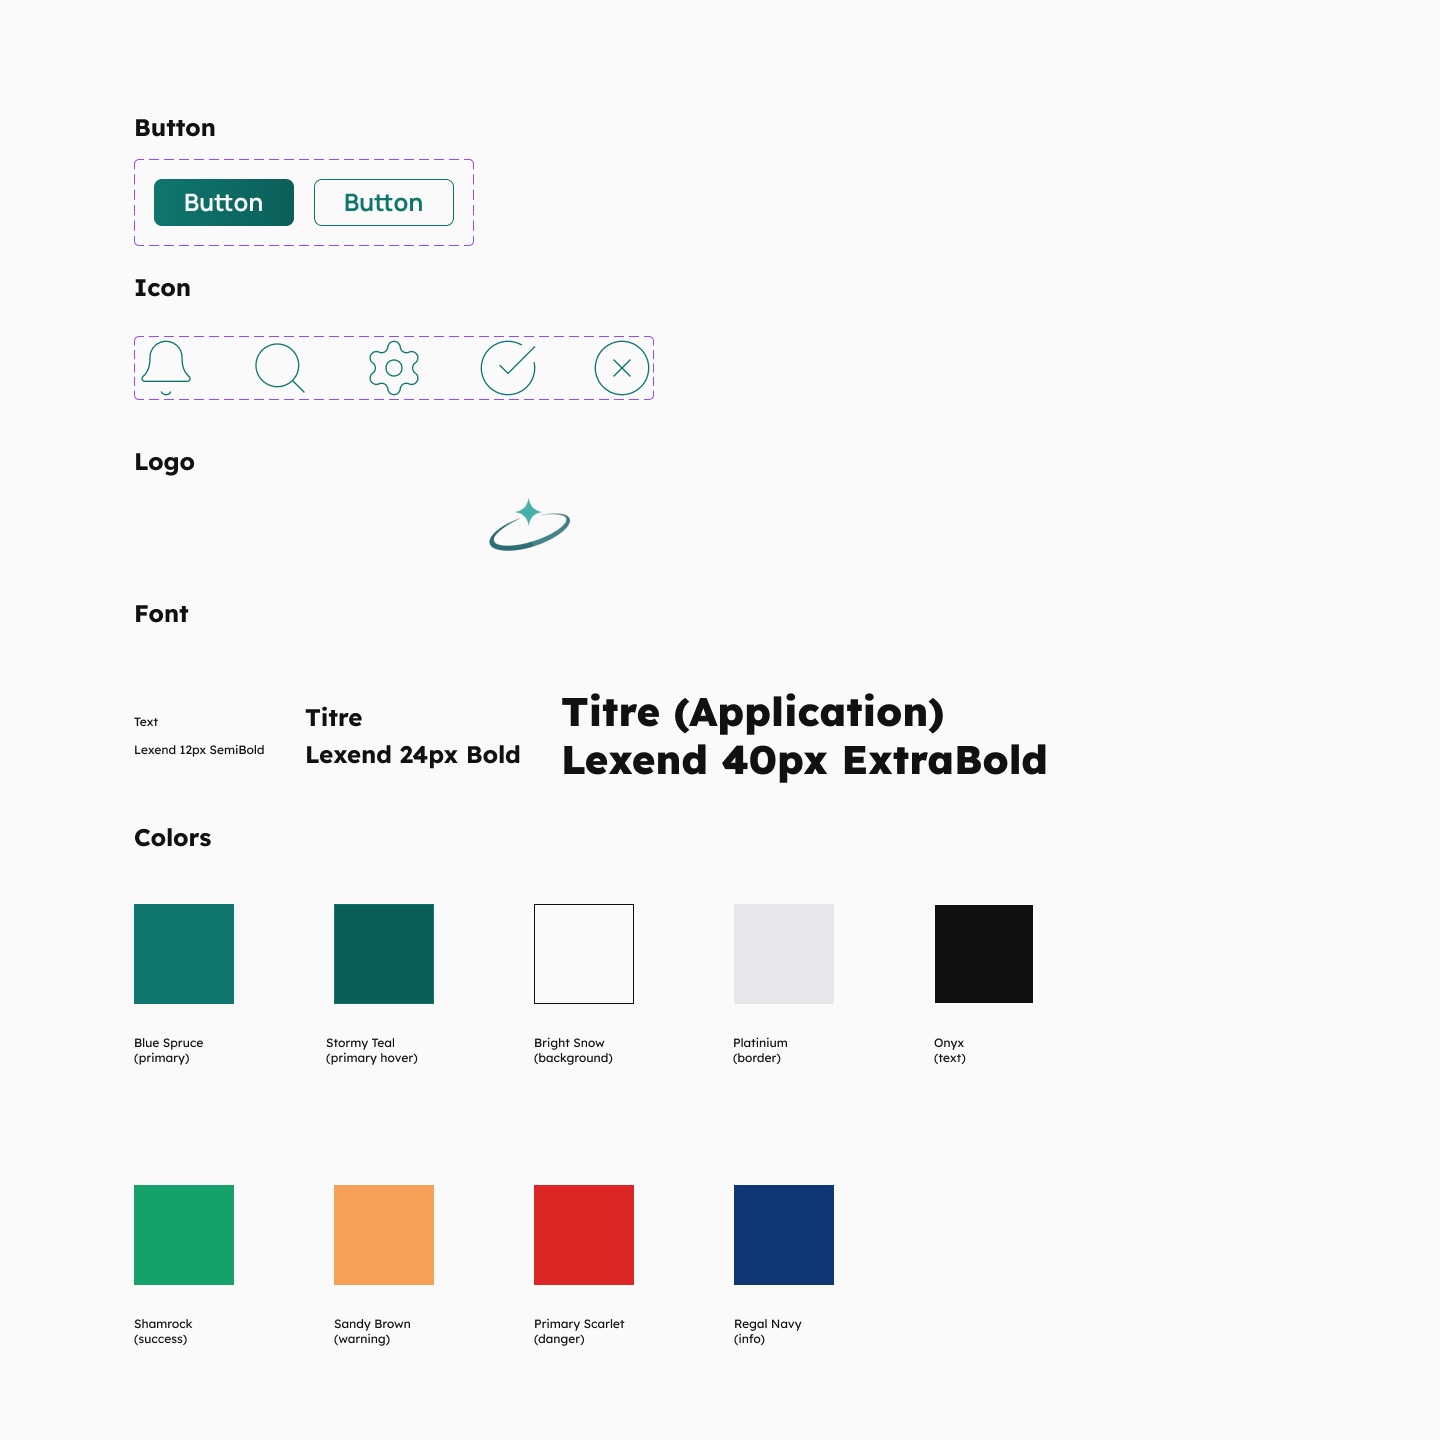 Button
Button
Button
Icon
Logo
Font
Text
Lexend 12px SemiBold
Titre
Lexend 24px Bold
Titre (Application)
Lexend 40px ExtraBold
Colors
Blue Spruce
(primary)
Stormy Teal
(primary hover)
Bright Snow
(background)
Platinium
(border)
Onyx
(text)
Shamrock
(success)
Sandy Brown
(warning)
Primary Scarlet
(danger)
Regal Navy
(info)